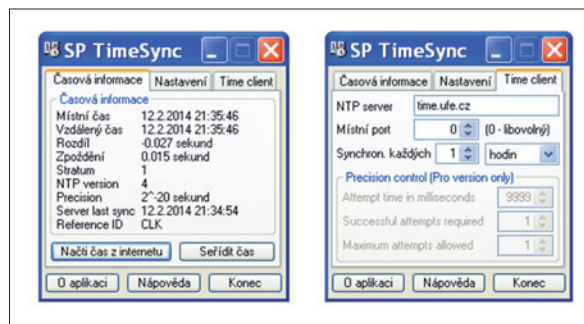 SP TimeSync
Časová informace Nastavení Time client
Časová informace
Místní čas 12.2.2014 21:35:46
Vzdálený čas 12.2.2014 21:35:46
Rozdíl -0.027 sekund
Zpoždění 0.015 sekund
Stratum 1
NTP version 4
Precision 2^-20 sekund
Server last sync 12.2.2014 21:34:54
Reference ID CLK
Načti čas z internetu Seřídit čas
O aplikaci Nápověda Konec
SP TimeSync
Časová informace Nastavení Time client
NTP server time.ufe.cz
Místní port 0 (0 - libovolný)
Synchron. každých 1 hodin
Precision control (Pro version only)
Attempt time in milliseconds 9999
Successful attempts required 1
Maximum attempts allowed 1
O aplikaci Nápověda Konec